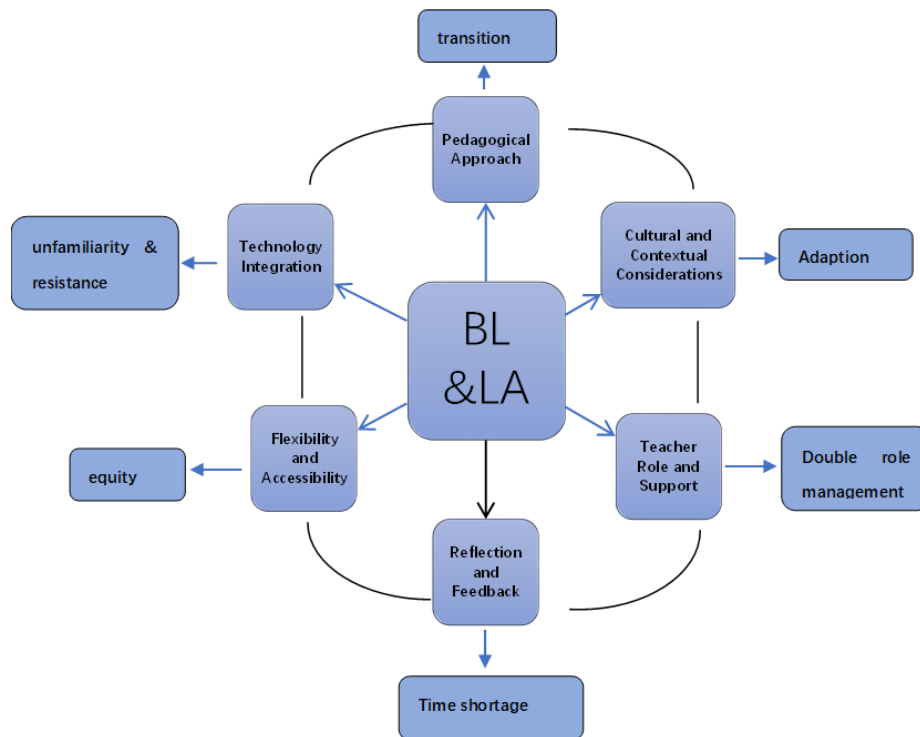 transition
Pedagogical
Approach
Technology
Integration
unfamiliarity &
resistance
Cultural and
Contextual
Considerations
Adaption
BL
&LA
Flexibility
and
Accessibility
equity
Teacher
Role and
Support
Double role
management
Reflection
and
Feedback
Time shortage